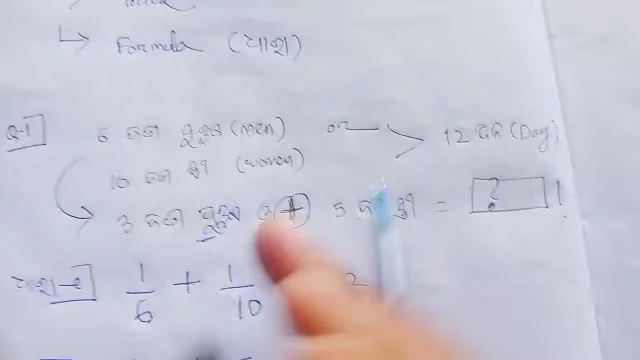 ↳ Formula (ପାଖ)
Q-1] 6 ଜଣ ପୁରୁଷ (men) or 12 ଦିନ (Day)
10 ଜଣ ସ୍ତ୍ରୀ (women)
3 ଜଣ ପୁରୁଷ ଓ (+) 5 ଜଣ ସ୍ତ୍ରୀ = ? !
1/6 + 1/10